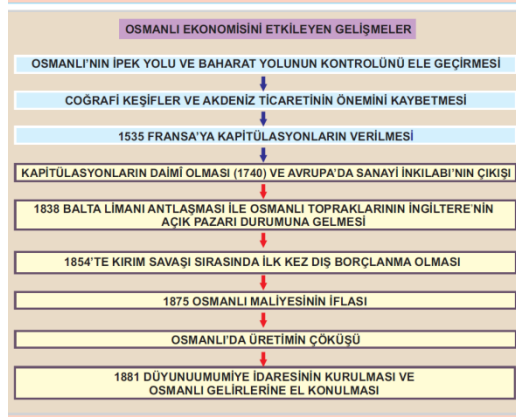 OSMANLI EKONOMİSİNİ ETKİLEYEN GELİŞMELER
OSMANLI'NIN İPEK YOLU VE BAHARAT YOLUNUN KONTROLÜNÜ ELE GEÇİRMESİ
COĞRAFİ KEŞİFLER VE AKDENİZ TİCARETİNİN ÖNEMİNİ KAYBETMESİ
1535 FRANSA'YA KAPİTÜLASYONLARIN VERİLMESİ
KAPİTÜLASYONLARIN DAİMÎ OLMASI (1740) VE AVRUPA'DA SANAYİ İNKILABI'NIN ÇIKIŞI
1838 BALTA LİMANI ANTLAŞMASI İLE OSMANLI TOPRAKLARININ İNGİLTERE'NİN
AÇIK PAZARI DURUMUNA GELMESİ
1854'TE KIRIM SAVAŞI SIRASINDA İLK KEZ DIŞ BORÇLANMA OLMASI
1875 OSMANLI MALİYESİNİN İFLASI
OSMANLI'DA ÜRETİMİN ÇÖKÜŞÜ
1881 DÜYUNUUMUMİYE İDARESİNİN KURULMASI VE
OSMANLI GELİRLERİNE EL KONULMASI